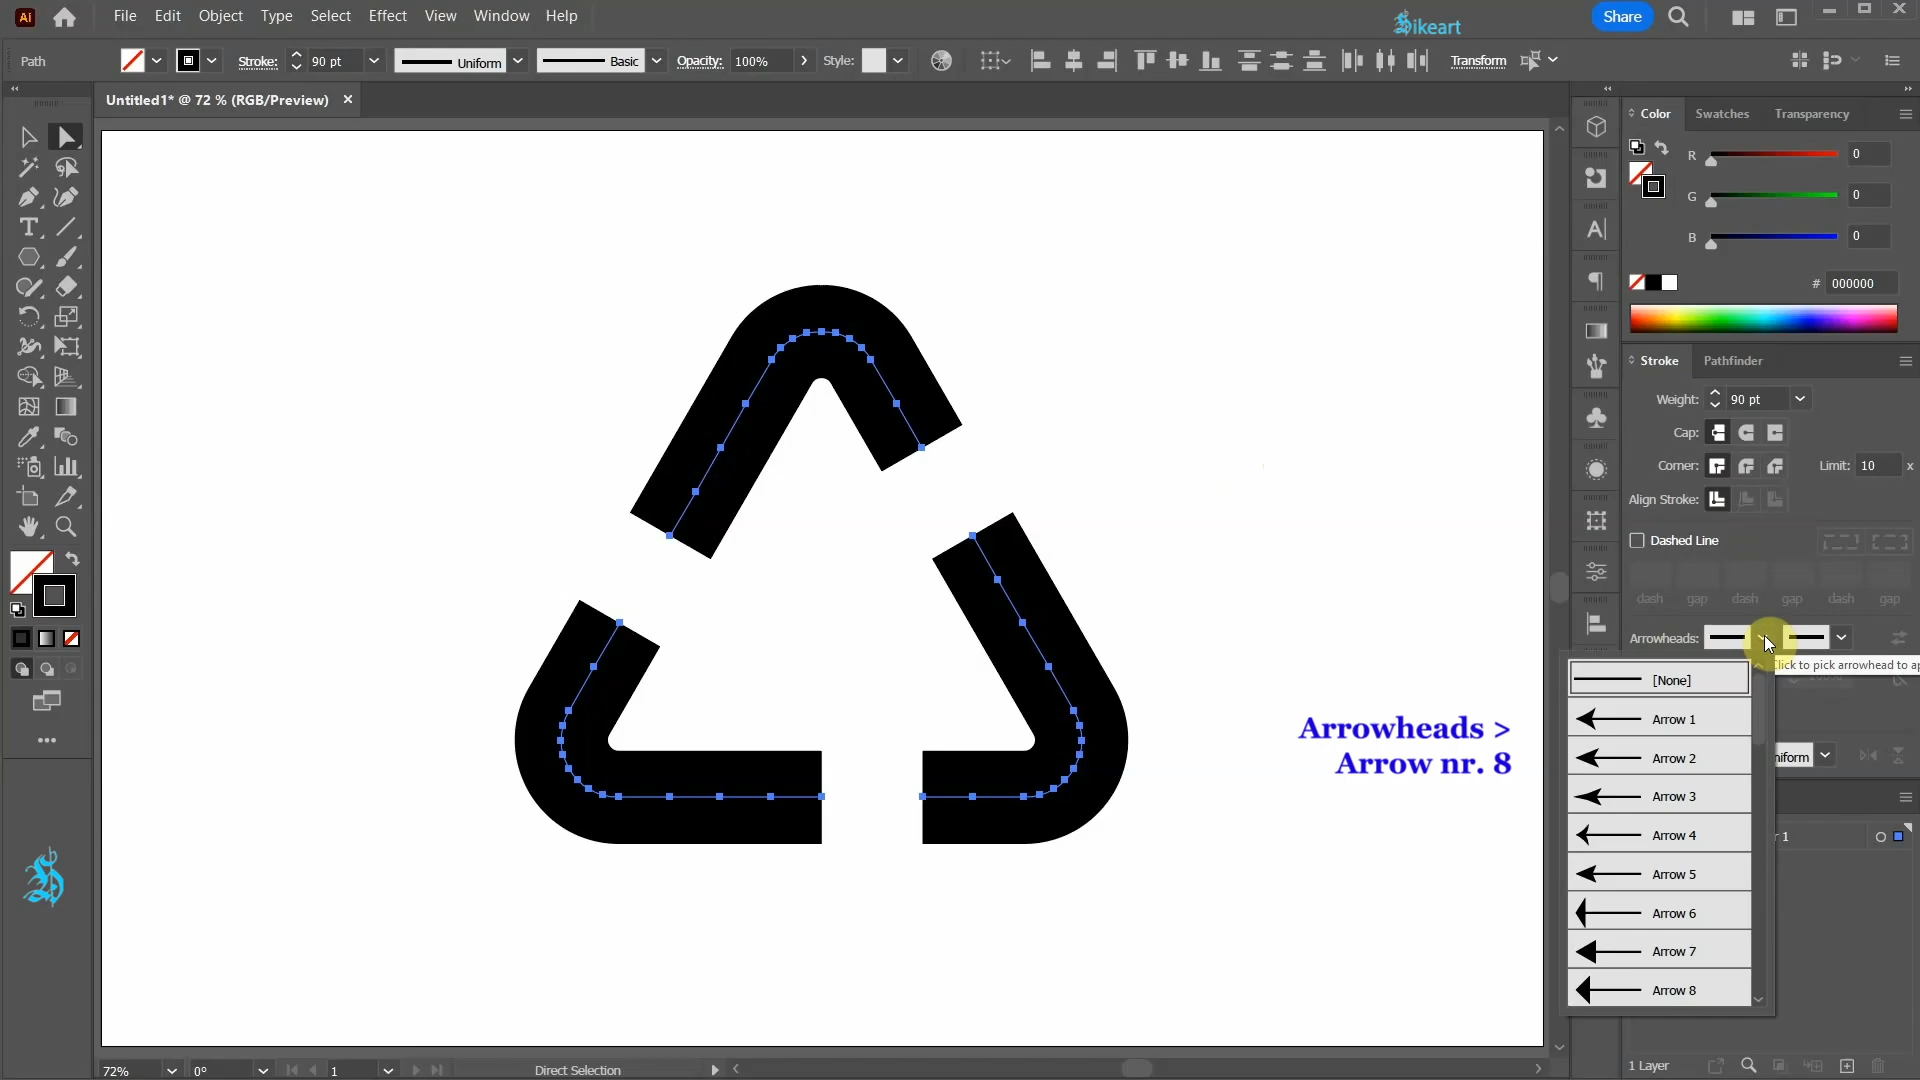 File Edit Object Type Select Effect View Window Help
Sikeart
Share
Path
Stroke: 90 pt
Uniform
Basic
Opacity: 100%
Style:
Transform
Untitled1* @ 72 % (RGB/Preview) ×
Color Swatches Transparency
R 0
G 0
B 0
# 000000
Stroke Pathfinder
Weight: 90 pt
Cap:
Corner: Limit: 10 x
Align Stroke:
Dashed Line
dash gap dash gap dash gap
Arrowheads:
Click to pick arrowhead to ap
[None]
Arrow 1
Arrow 2
Arrow 3
Arrow 4
Arrow 5
Arrow 6
Arrow 7
Arrow 8
niform
r 1
Arrowheads >
Arrow nr. 8
72% 0° 1 Direct Selection
1 Layer